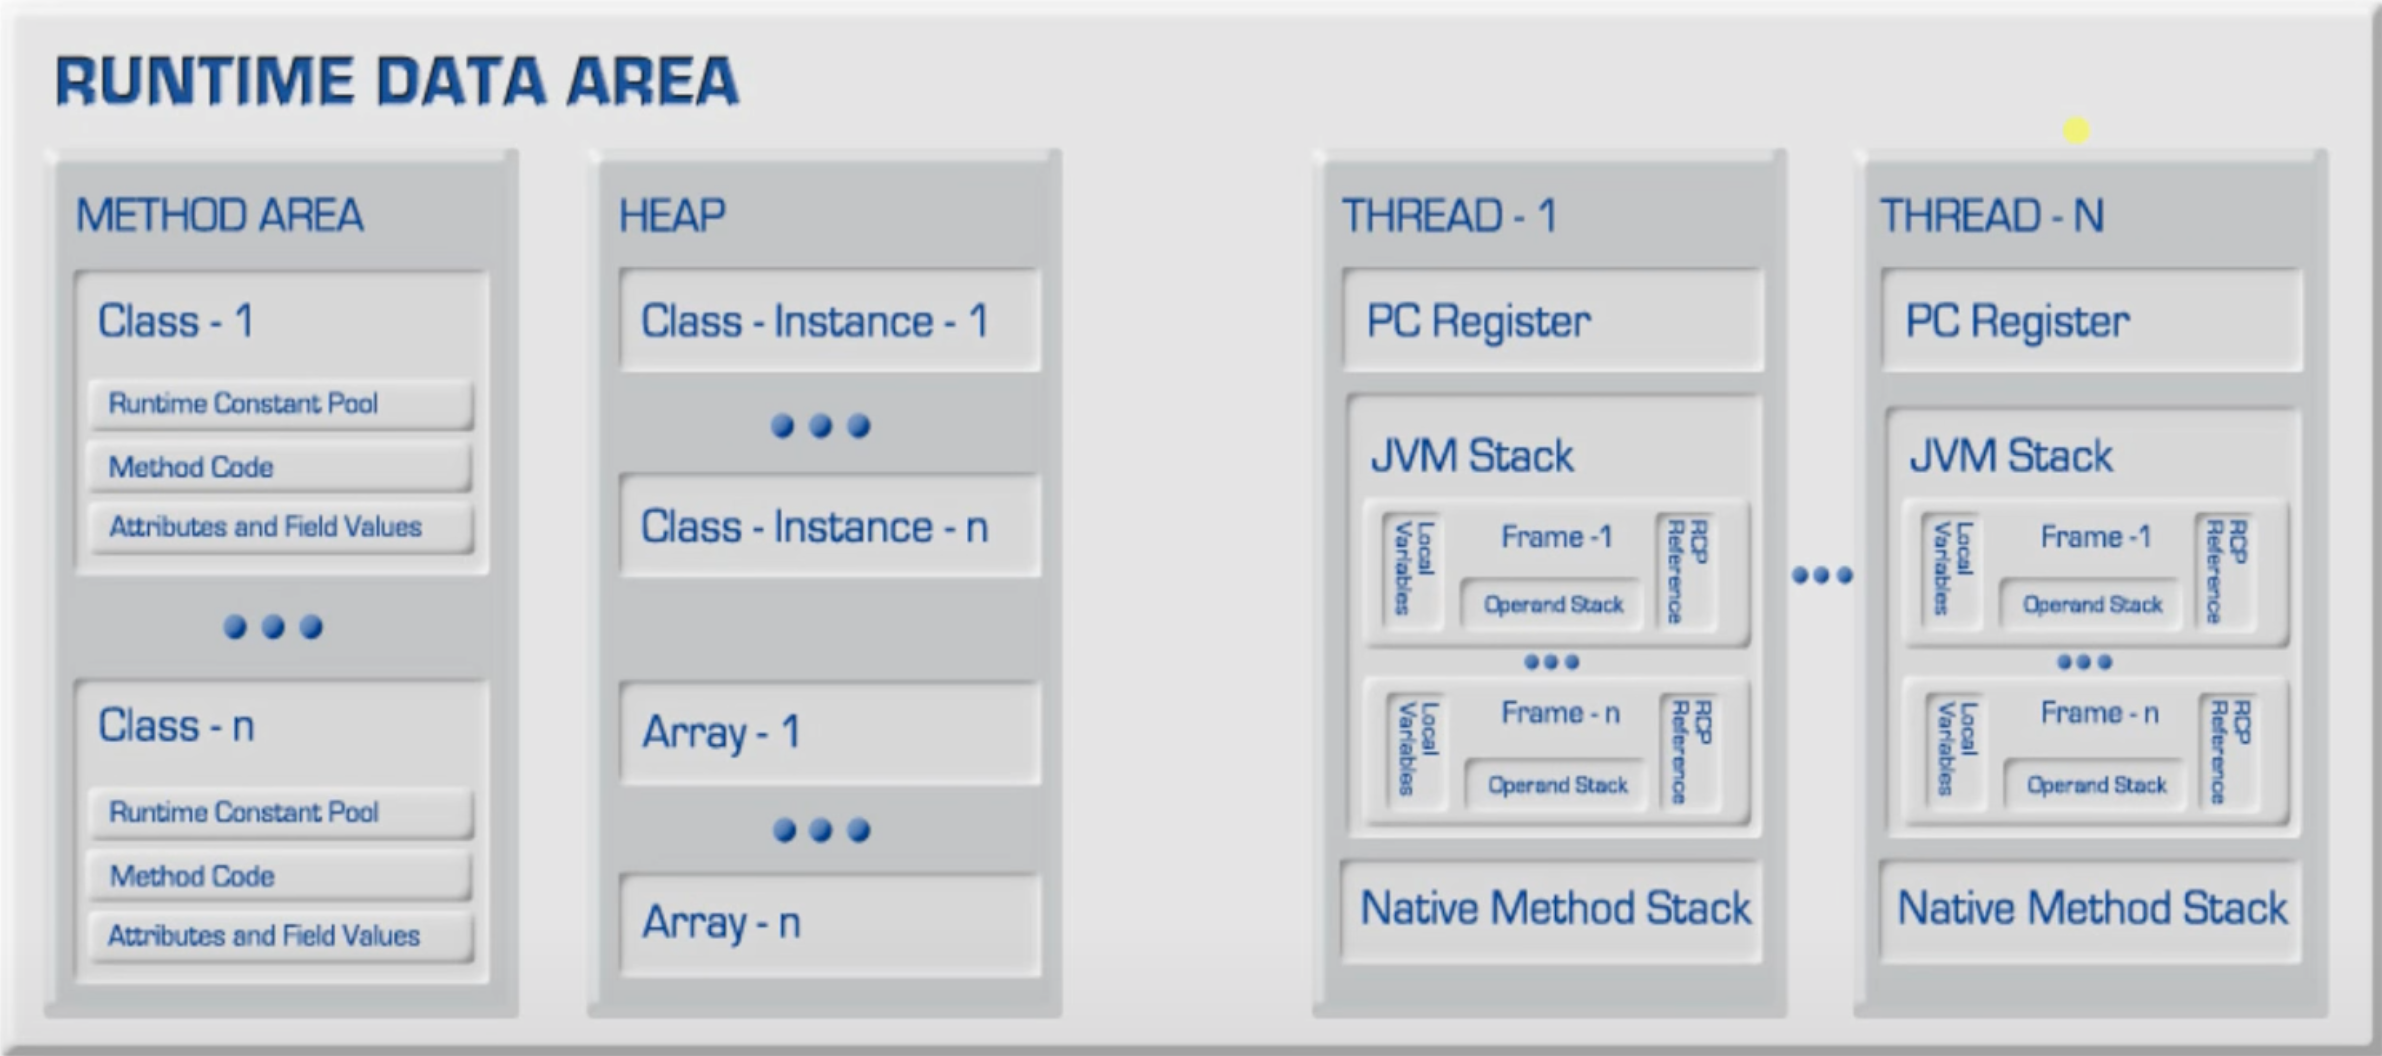 RUNTIME DATA AREA
METHOD AREA
Class - 1
Runtime Constant Pool
Method Code
Attributes and Field Values
Class - n
Runtime Constant Pool
Method Code
Attributes and Field Values
HEAP
Class - Instance - 1
Class - Instance - n
Array - 1
Array - n
THREAD - 1
PC Register
JVM Stack
Local
Variables
Frame -1
Operand Stack
RCP
Reference
Local
Variables
Frame - n
Operand Stack
RCP
Reference
Native Method Stack
THREAD - N
PC Register
JVM Stack
Local
Variables
Frame -1
Operand Stack
RCP
Reference
Local
Variables
Frame - n
Operand Stack
RCP
Reference
Native Method Stack